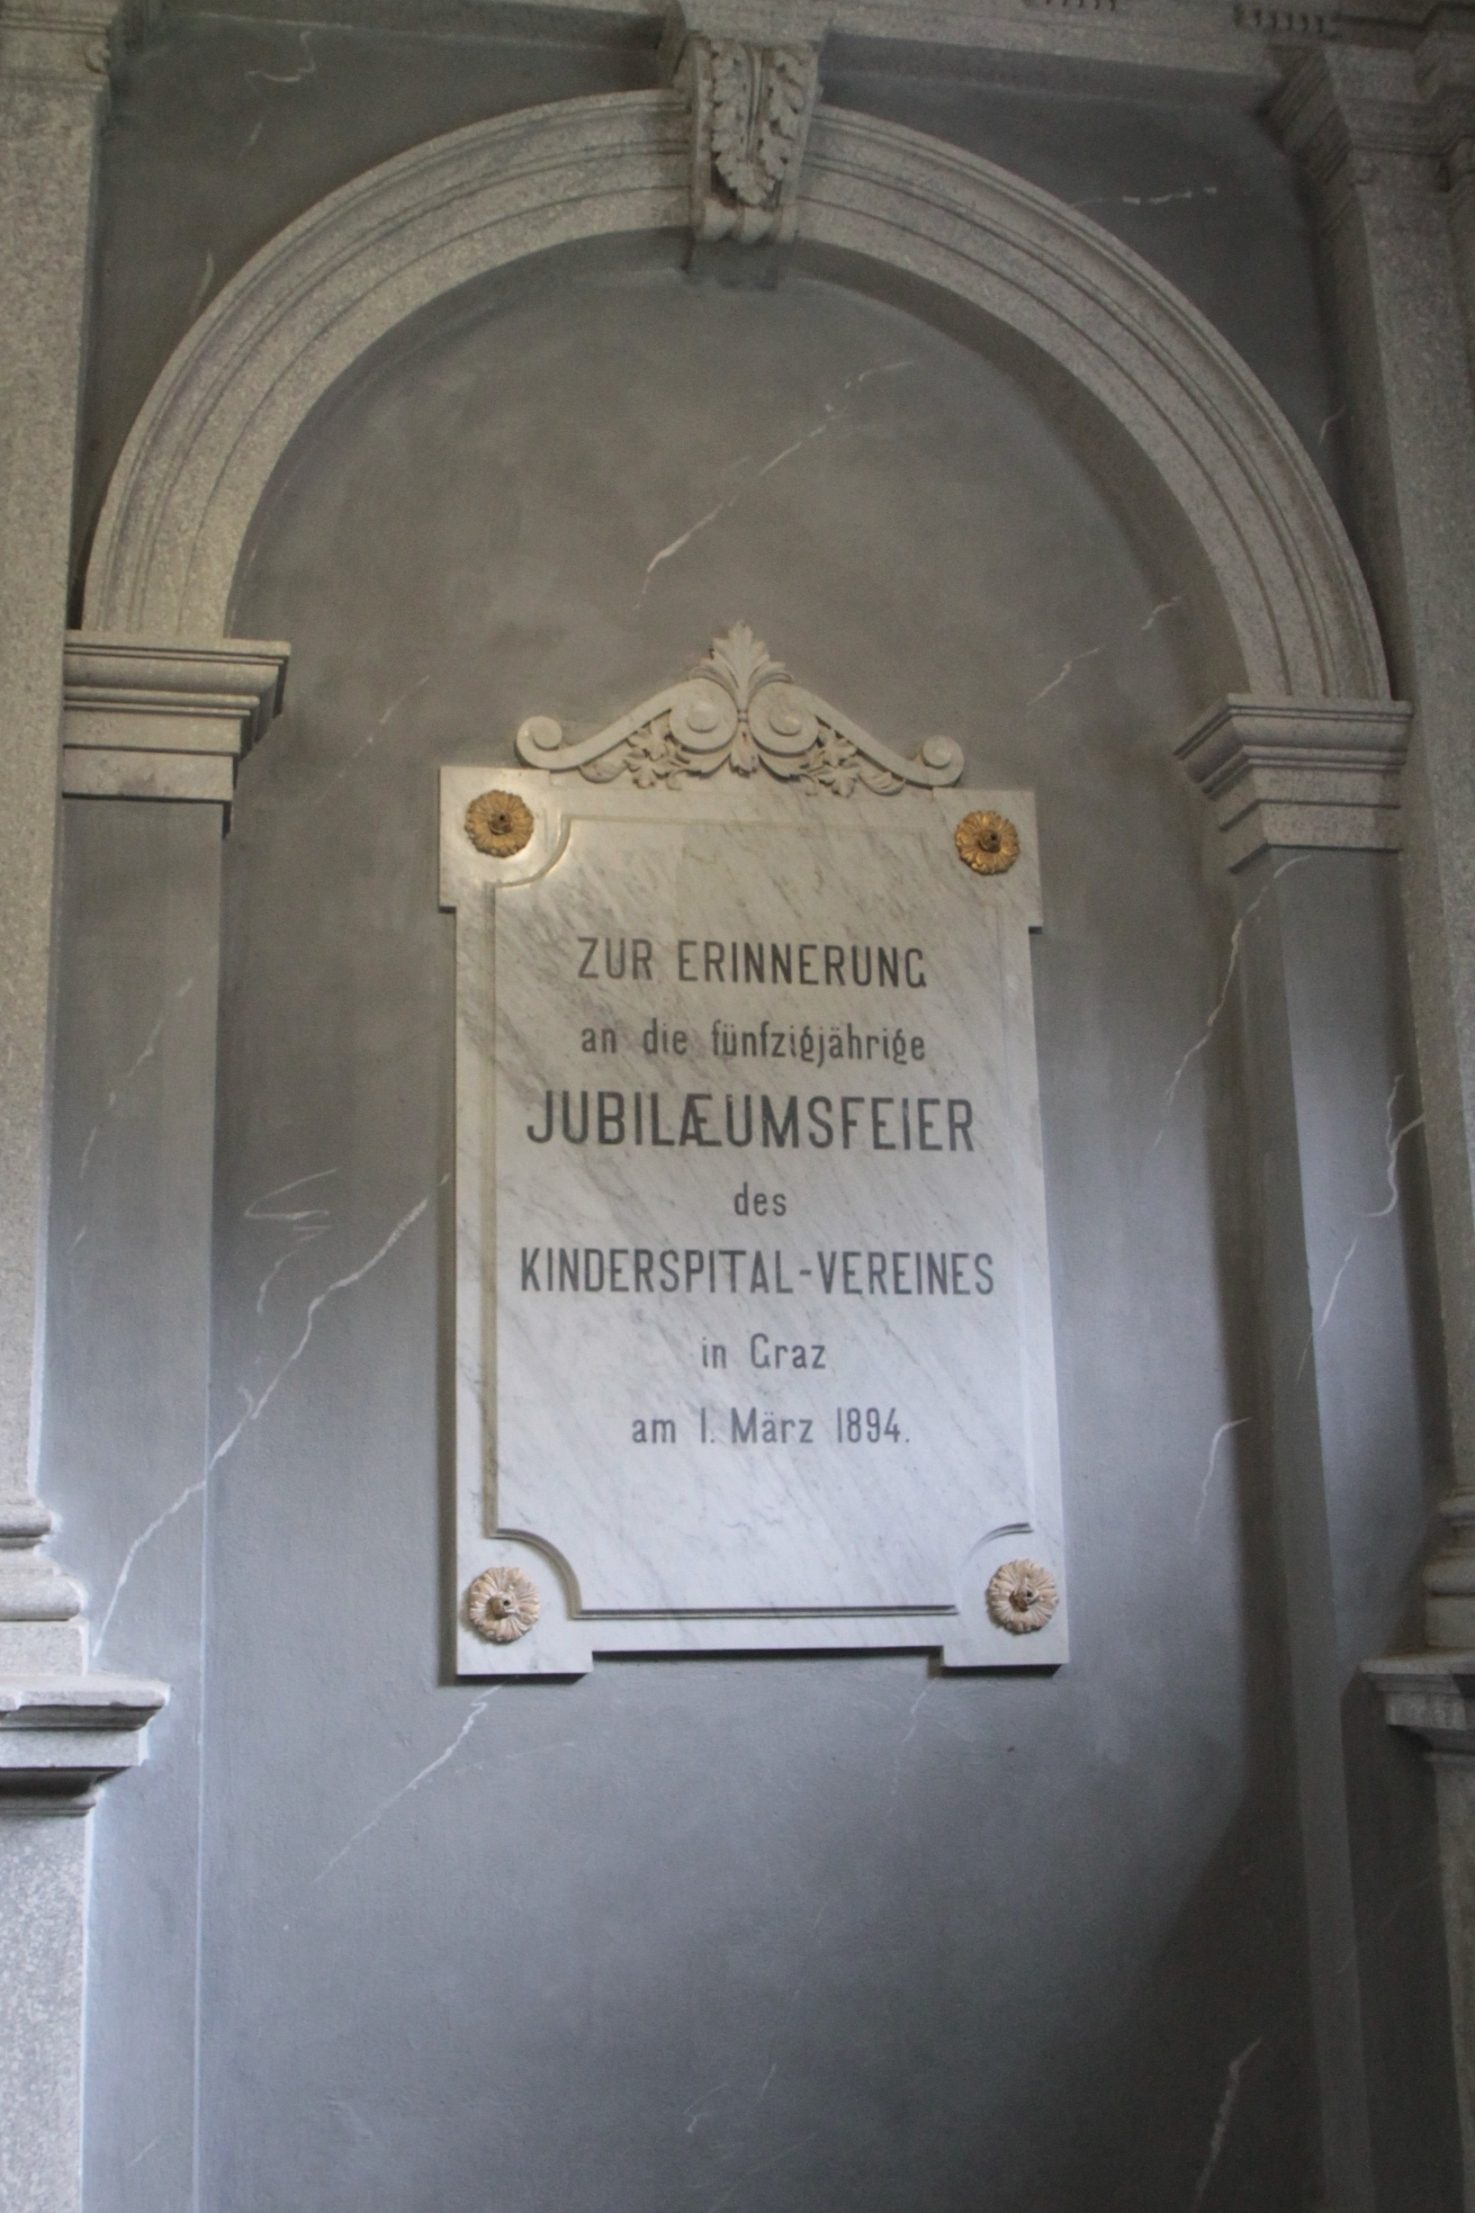 ZUR ERINNERUNG
an die fünfzigjährige
JUBILÆUMSFEIER
des
KINDERSPITAL-VEREINES
in Graz
am 1. März 1894.